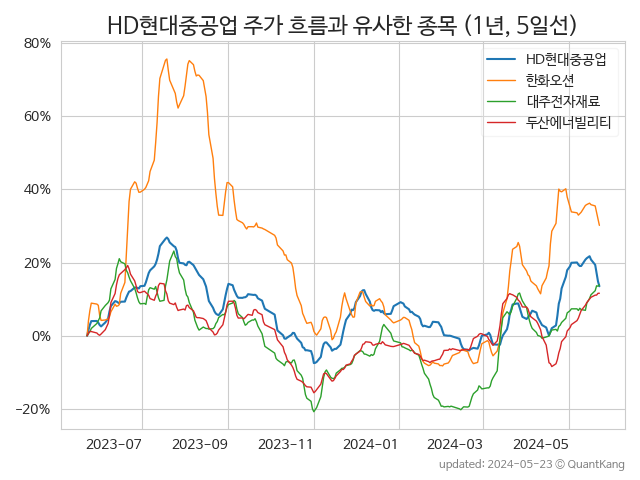 HD현대중공업 주가 흐름과 유사한 종목 (1년, 5일선)
80%
60%
40%
20%
0%
−20%
HD현대중공업
한화오션
대주전자재료
두산에너빌리티
2023−07
2023−09
2023−11
2024−01
2024−03
2024−05
updated: 2024-05-23 © QuantKang